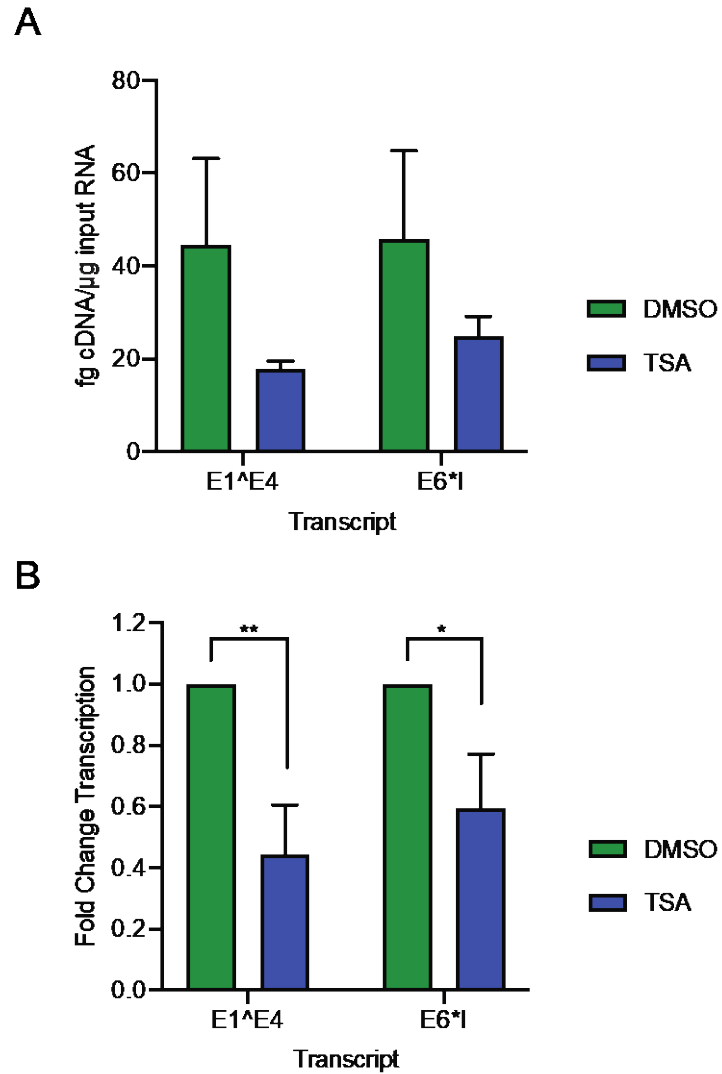 A
fg cDNA/µg input RNA
80
60
40
20
0
E1^E4
E6*I
Transcript
DMSO
TSA
B
Fold Change Transcription
1.2
1.0
0.8
0.6
0.4
0.2
0.0
**
*
E1^E4
E6*I
Transcript
DMSO
TSA